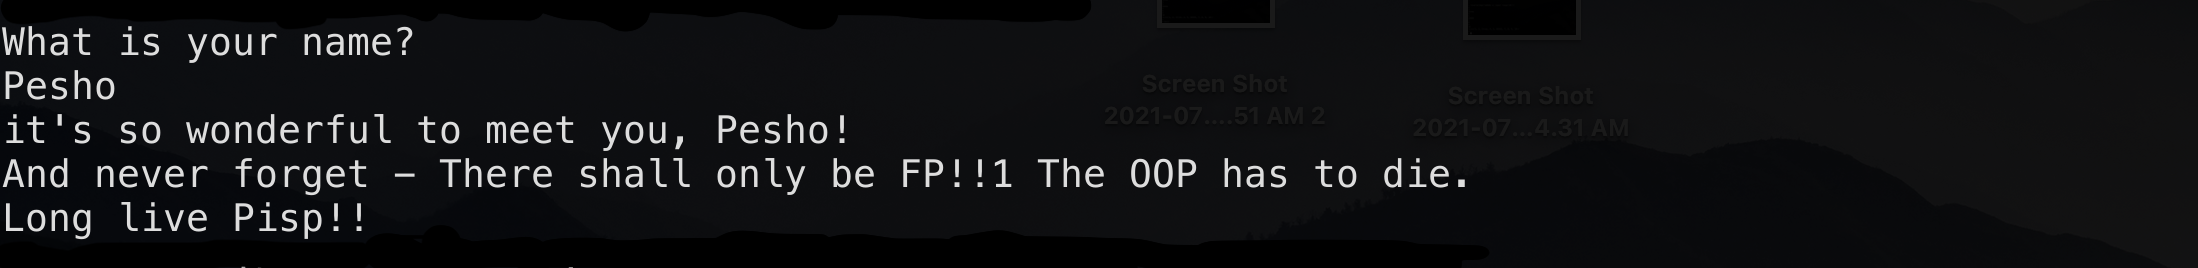 What is your name?
Pesho
it's so wonderful to meet you, Pesho!
And never forget – There shall only be FP!!1 The OOP has to die.
Long live Pisp!!
Screen Shot
2021-07....51 AM 2
Screen Shot
2021-07...4.31 AM